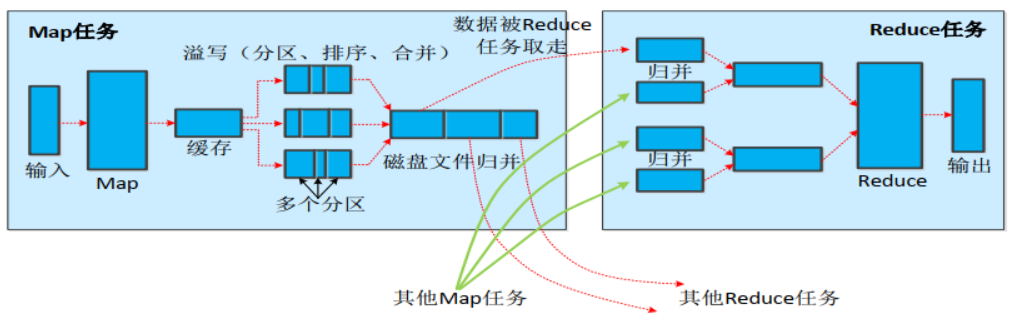 Map任务
溢写（分区、排序、合并）
输入
Map
缓存
多个分区
磁盘文件归并
数据被Reduce
任务取走
Reduce任务
归并
归并
Reduce
输出
其他Map任务
其他Reduce任务